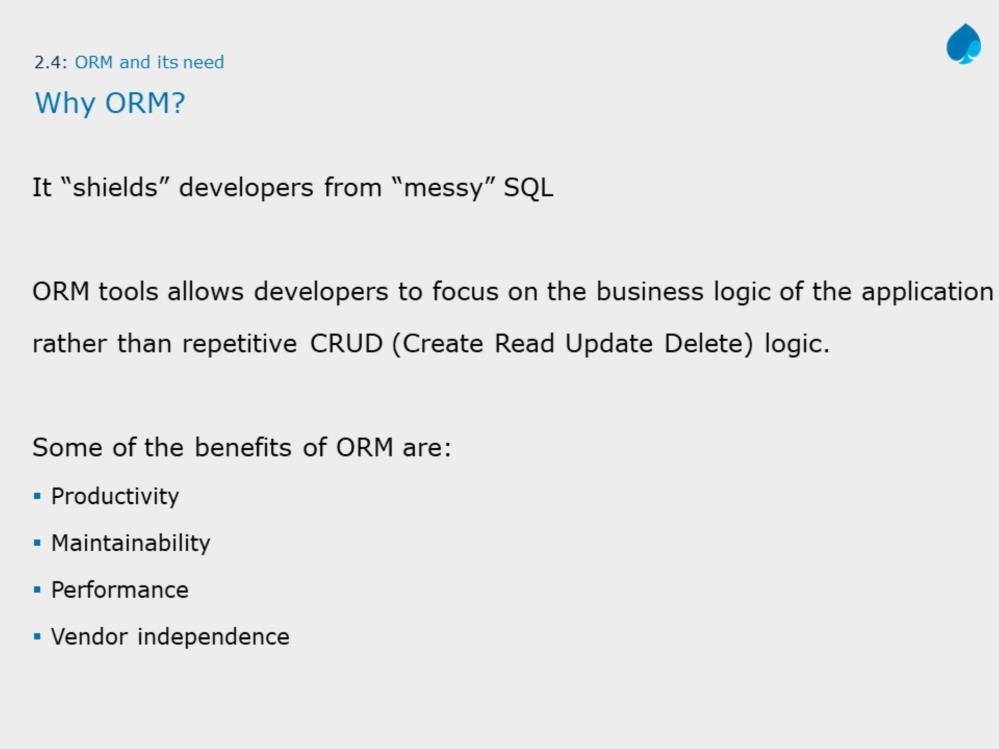 2.4: ORM and its need
Why ORM?
It “shields” developers from “messy” SQL
ORM tools allows developers to focus on the business logic of the application
rather than repetitive CRUD (Create Read Update Delete) logic.
Some of the benefits of ORM are:
▪ Productivity
▪ Maintainability
▪ Performance
▪ Vendor independence